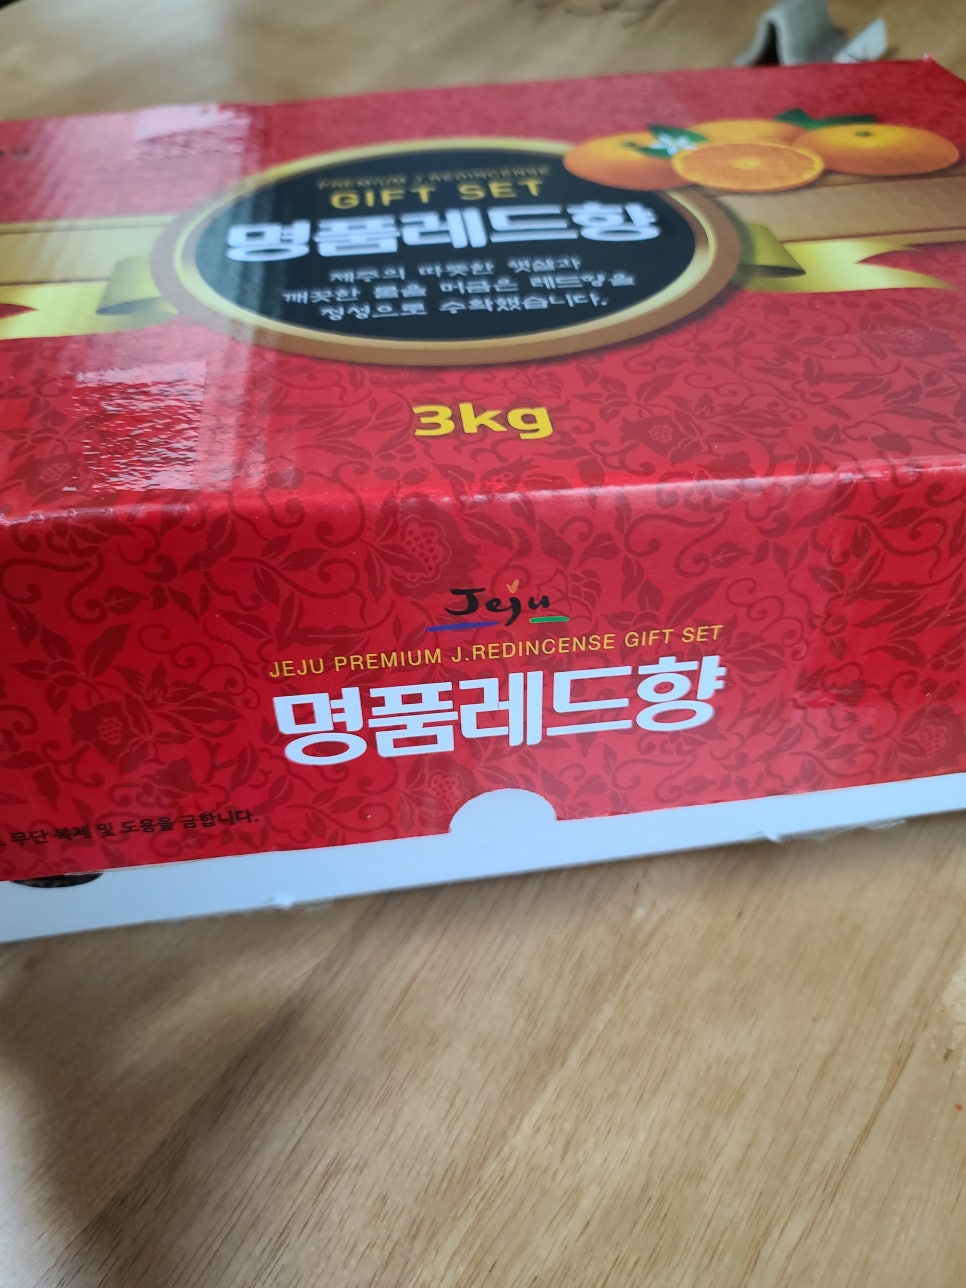 PREMIUM J.REDINCENSE
GIFT SET
명품레드향
제주의 따뜻한 햇살과
깨끗한 물을 머금은 레드향을
정성으로 수확했습니다.
3kg
Jeju
JEJU PREMIUM J.REDINCENSE GIFT SET
명품레드향
무단 복제 및 도용을 금합니다.